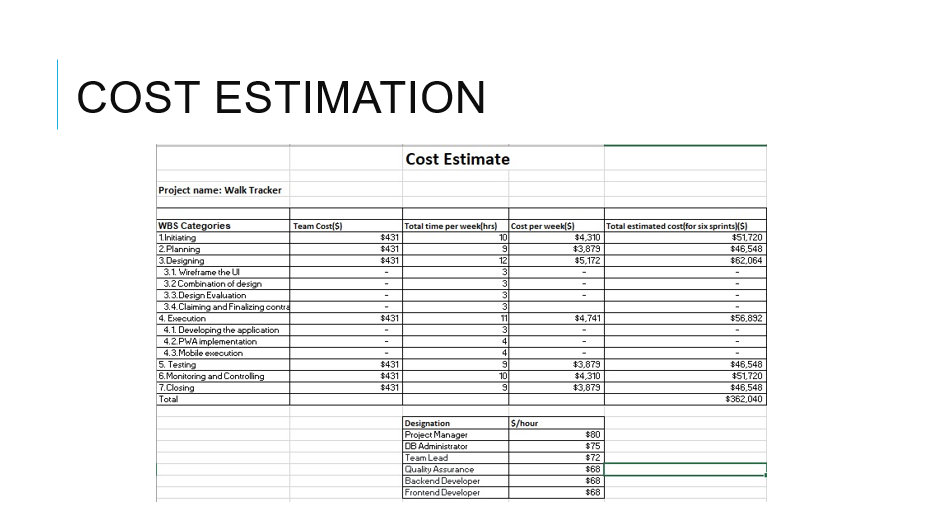 COST ESTIMATION
Cost Estimate
Project name: Walk Tracker
WBS Categories Team Cost($) Total time per week(hrs) Cost per week($) Total estimated cost(for six sprints)($)
1.Initiating $431 10 $4,310 $51,720
2.Planning $431 9 $3,879 $46,548
3.Designing $431 12 $5,172 $62,064
3.1. Wireframe the UI - 3 - -
3.2 Combination of design - 3 - -
3.3.Design Evaluation - 3 - -
3.4.Claiming and Finalizing contra - 3 -
4. Execution $431 11 $4,741 $56,892
4.1. Developing the application - 3 - -
4.2.PWA implementation - 4 - -
4.3.Mobile execution - 4 - -
5. Testing $431 9 $3,879 $46,548
6.Monitoring and Controlling $431 10 $4,310 $51,720
7.Closing $431 9 $3,879 $46,548
Total $362,040
Designation $/hour
Project Manager $80
DB Administrator $75
Team Lead $72
Quality Assurance $68
Backend Developer $68
Frontend Developer $68